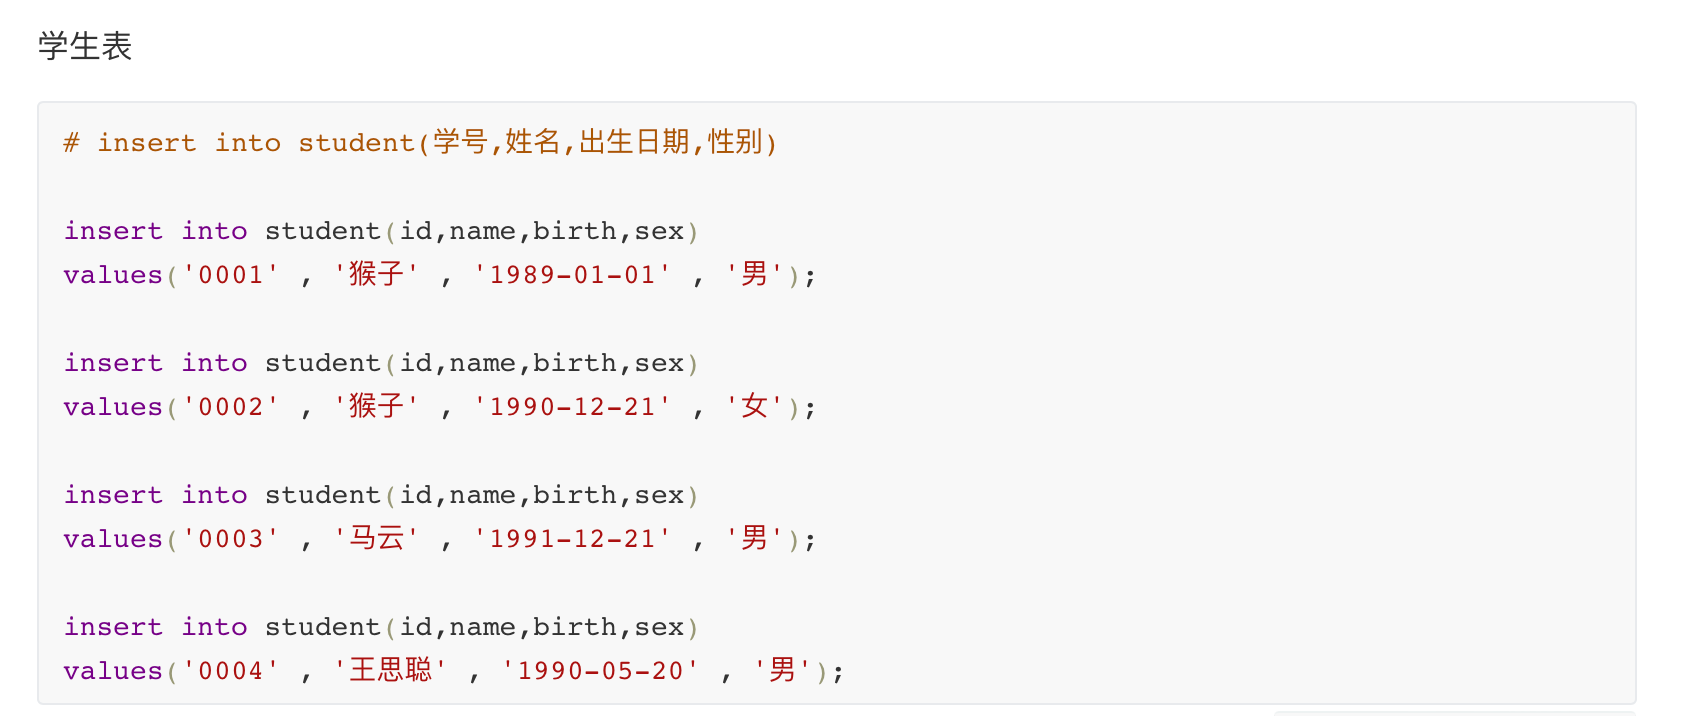 学生表
# insert into student(学号,姓名,出生日期,性别)
insert into student(id,name,birth,sex)
values('0001' , '猴子' , '1989-01-01' , '男');
insert into student(id,name,birth,sex)
values('0002' , '猴子' , '1990-12-21' , '女');
insert into student(id,name,birth,sex)
values('0003' , '马云' , '1991-12-21' , '男');
insert into student(id,name,birth,sex)
values('0004' , '王思聪' , '1990-05-20' , '男');